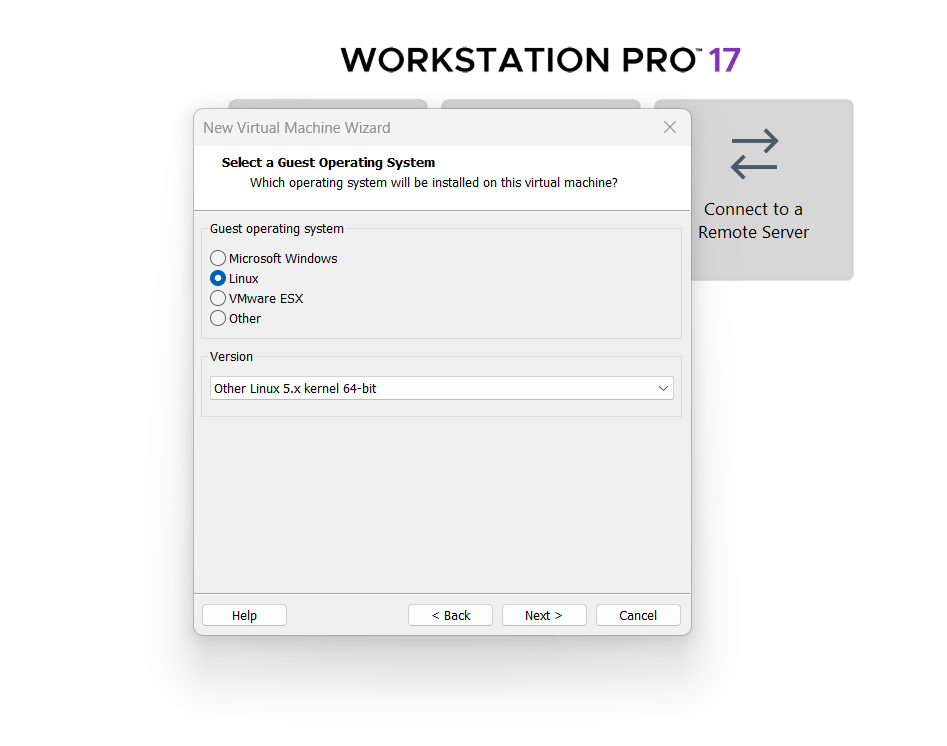 WORKSTATION PRO™ 17
New Virtual Machine Wizard
Select a Guest Operating System
Which operating system will be installed on this virtual machine?
Guest operating system
Microsoft Windows
Linux
VMware ESX
Other
Version
Other Linux 5.x kernel 64-bit
Help
< Back
Next >
Cancel
Connect to a
Remote Server